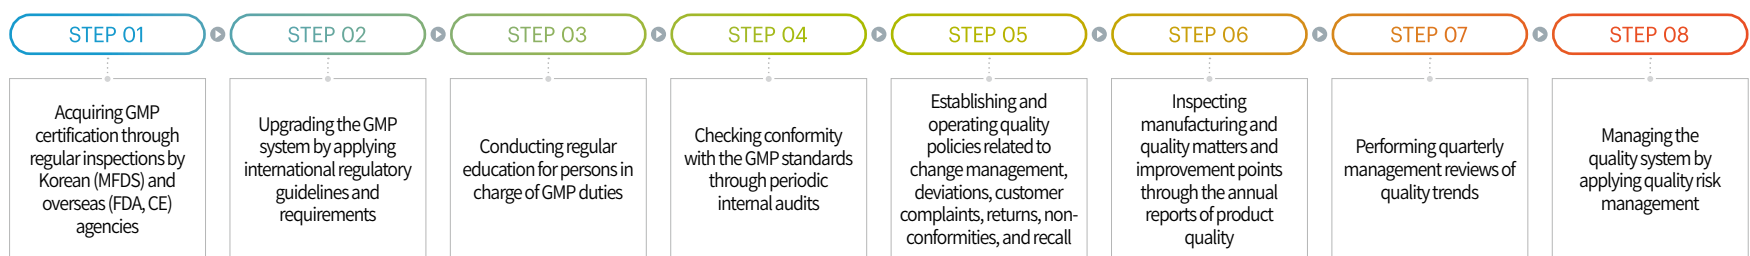 STEP 01
Acquiring GMP
certification through
regular inspections by
Korean (MFDS) and
overseas (FDA, CE)
agencies
STEP 02
Upgrading the GMP
system by applying
international regulatory
guidelines and
requirements
STEP 03
Conducting regular
education for persons in
charge of GMP duties
STEP 04
Checking conformity
with the GMP standards
through periodic
internal audits
STEP 05
Establishing and
operating quality
policies related to
change management,
deviations, customer
complaints, returns, non-
conformities, and recall
STEP 06
Inspecting
manufacturing and
quality matters and
improvement points
through the annual
reports of product
quality
STEP 07
Performing quarterly
management reviews of
quality trends
STEP 08
Managing the
quality system by
applying quality risk
management